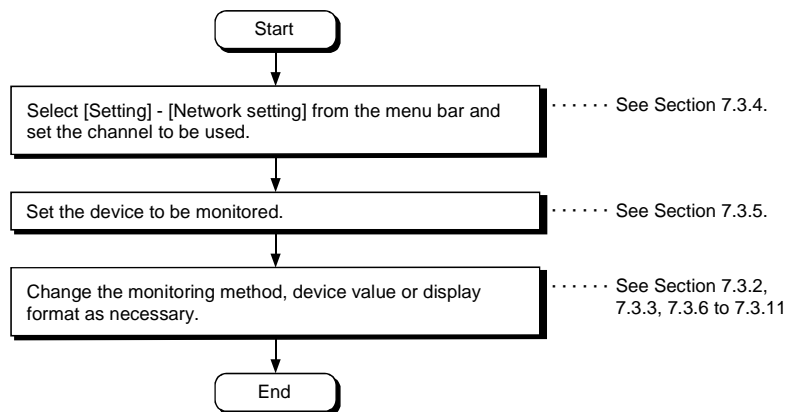 Start
Select [Setting] - [Network setting] from the menu bar and
set the channel to be used.
See Section 7.3.4.
Set the device to be monitored.
See Section 7.3.5.
Change the monitoring method, device value or display
format as necessary.
See Section 7.3.2,
7.3.3, 7.3.6 to 7.3.11
End